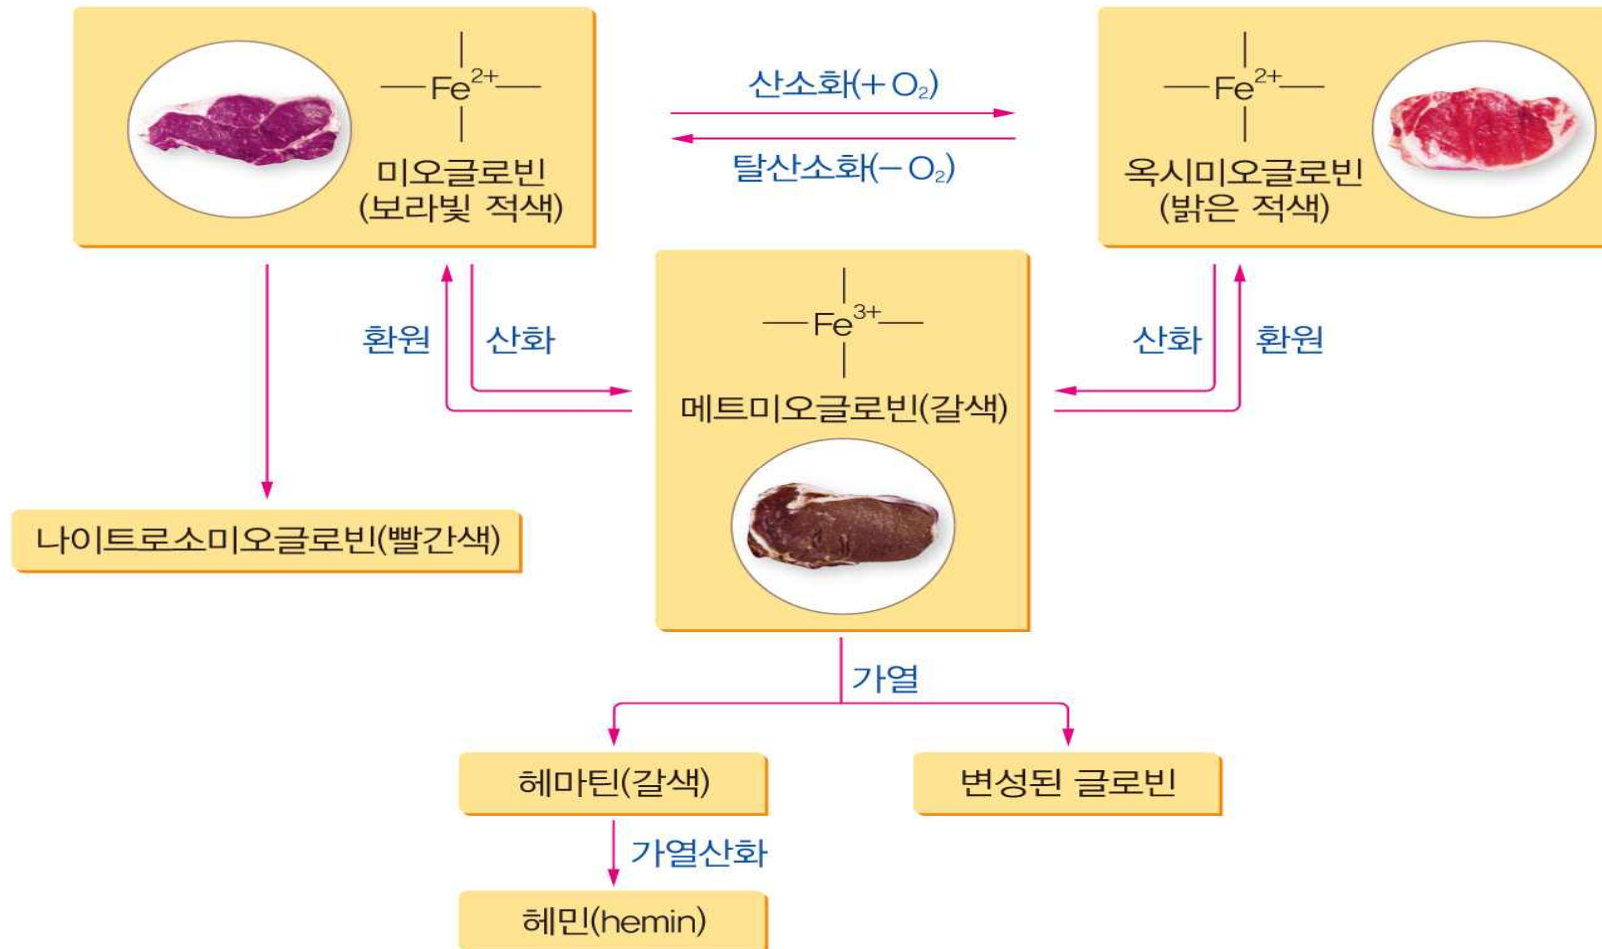 Fe2+
미오글로빈
(보라빛 적색)
산소화(+O₂)
탈산소화(−O₂)
Fe2+
옥시미오글로빈
(밝은 적색)
환원
산화
Fe3+
메트미오글로빈(갈색)
산화
환원
나이트로소미오글로빈(빨간색)
가열
헤마틴(갈색)
변성된 글로빈
가열산화
헤민(hemin)